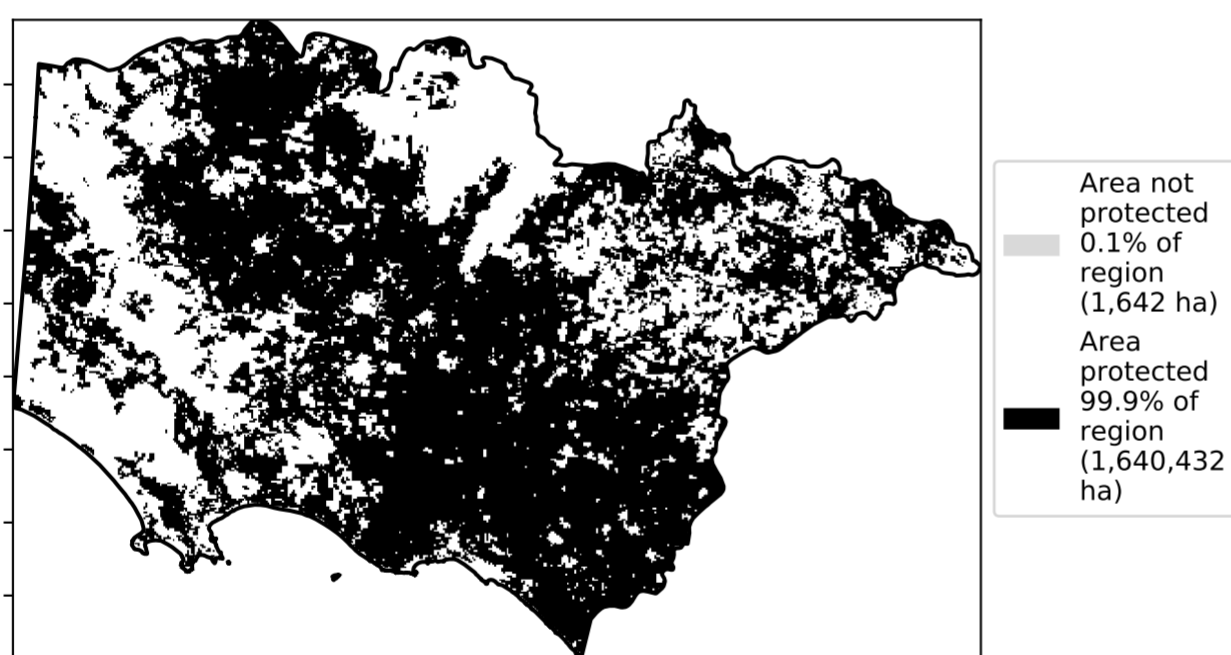 Area not
protected
0.1% of
region
(1,642 ha)
Area
protected
99.9% of
region
(1,640,432
ha)